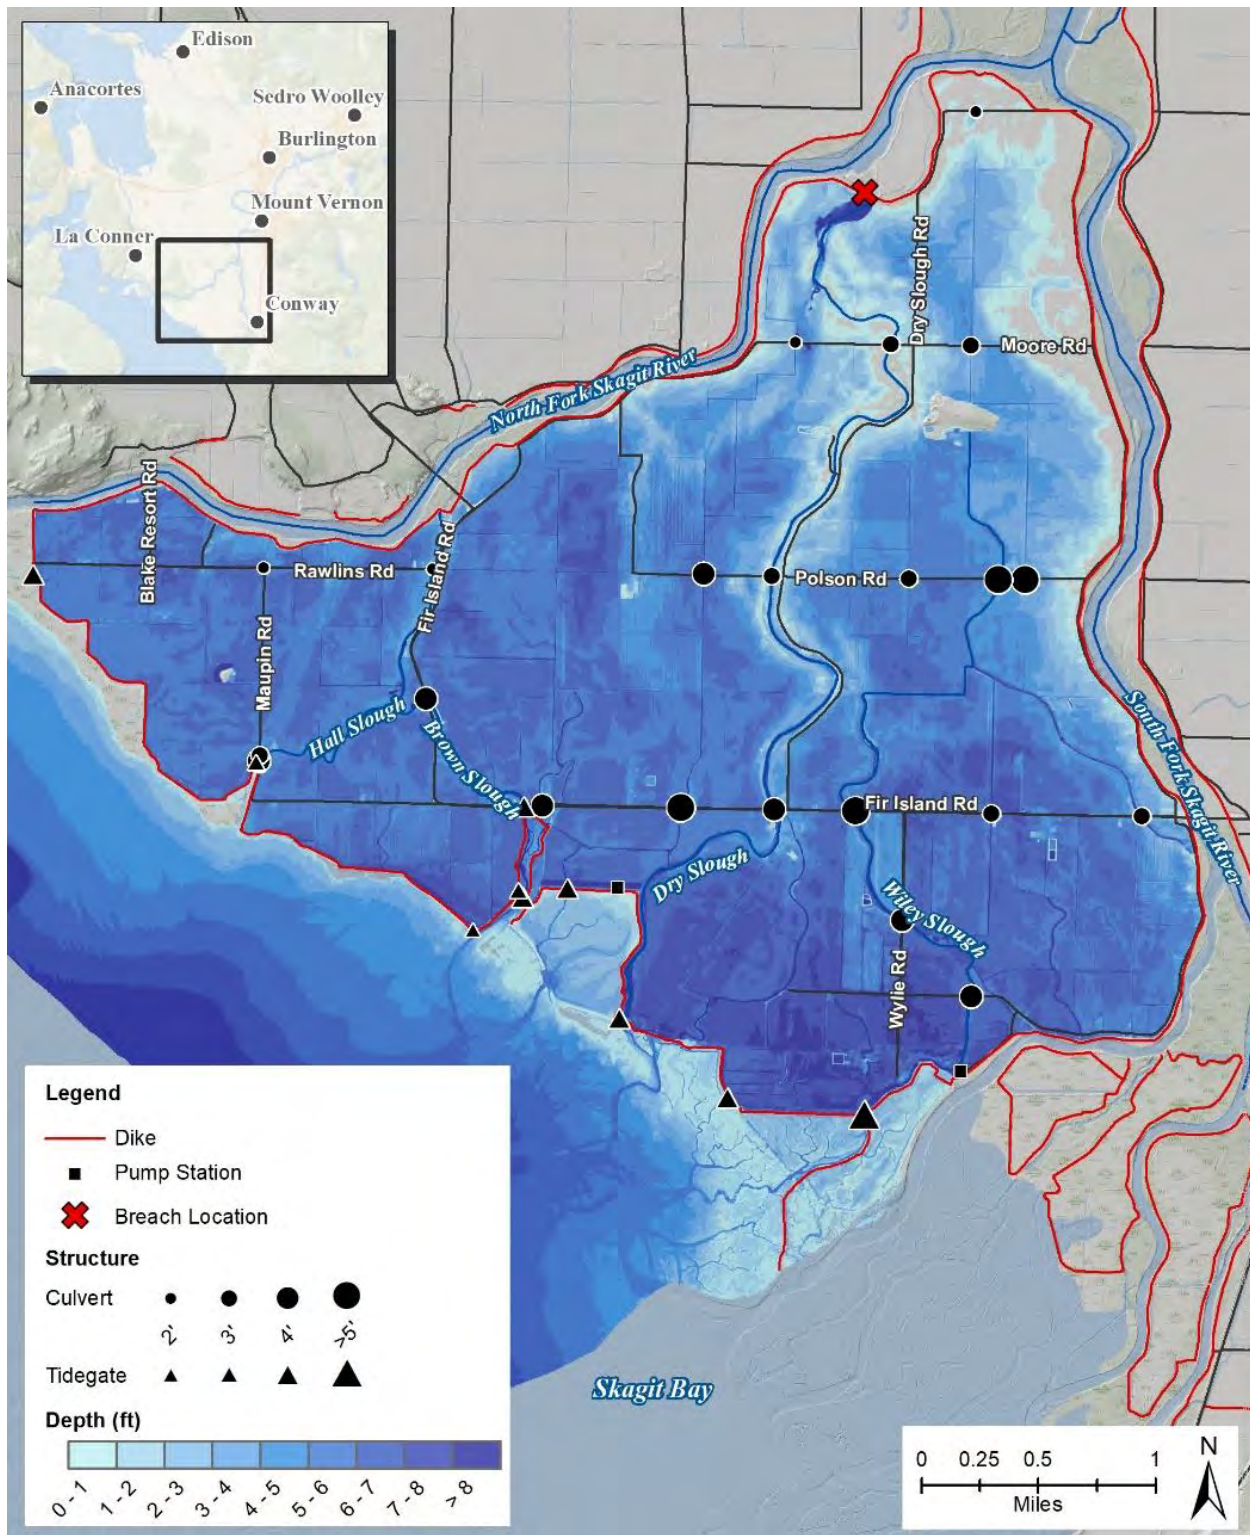 Edison
Anacortes
Sedro Woolley
Burlington
Mount Vernon
La Conner
Conway
Dry Slough Rd
Moore Rd
North Fork Skagit River
Blake Resort Rd
Rawlins Rd
Fir Island Rd
Polson Rd
Maupin Rd
Hall Slough
Brown Slough
South Fork Skagit River
Fir Island Rd
Dry Slough
Wiley Slough
Wylie Rd
Legend
Dike
Pump Station
Breach Location
Structure
Culvert
2' 3' 4' >5'
Tidegate
Depth (ft)
0 - 1 1 - 2 2 - 3 3 - 4 4 - 5 5 - 6 6 - 7 7 - 8 > 8
Skagit Bay
0 0.25 0.5 1
Miles
N